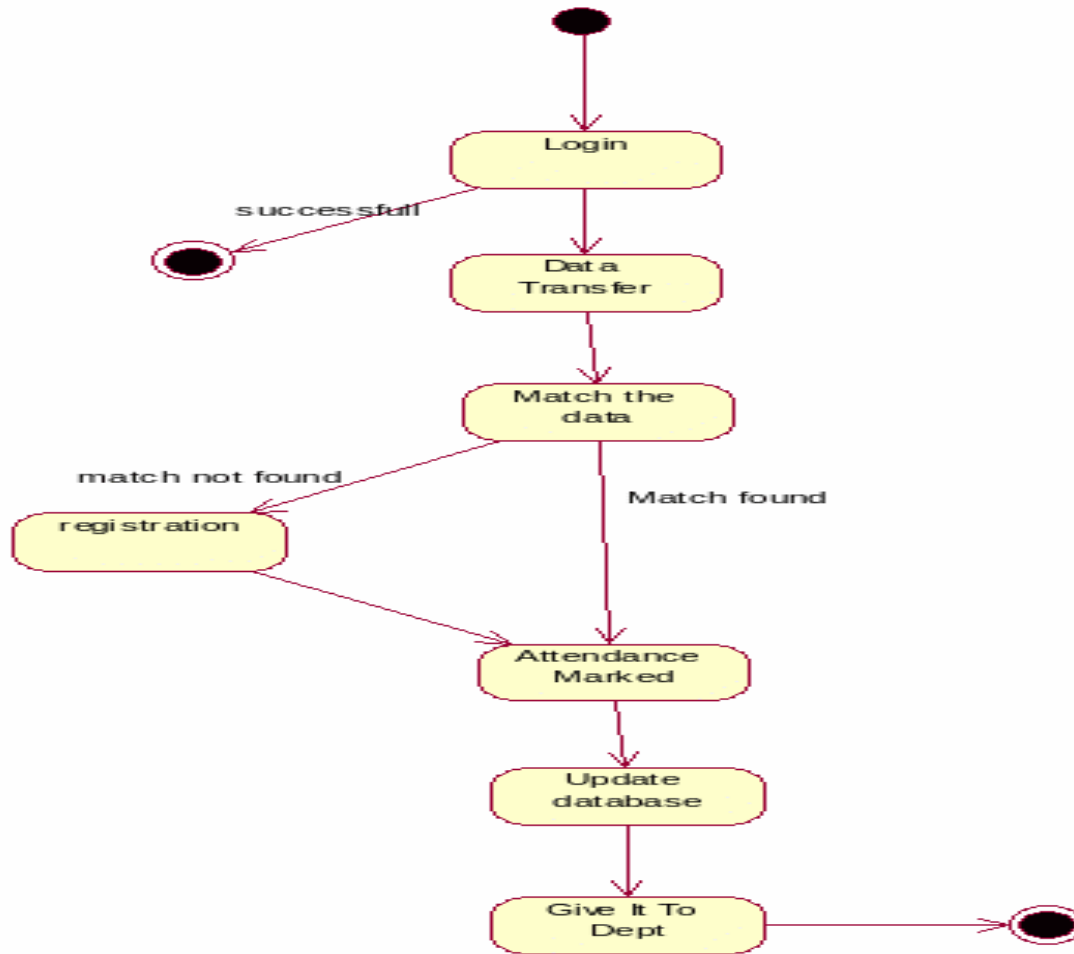 Login
successfull
Data
Transfer
Match the
data
match not found
Match found
registration
Attendance
Marked
Update
database
Give It To
Dept